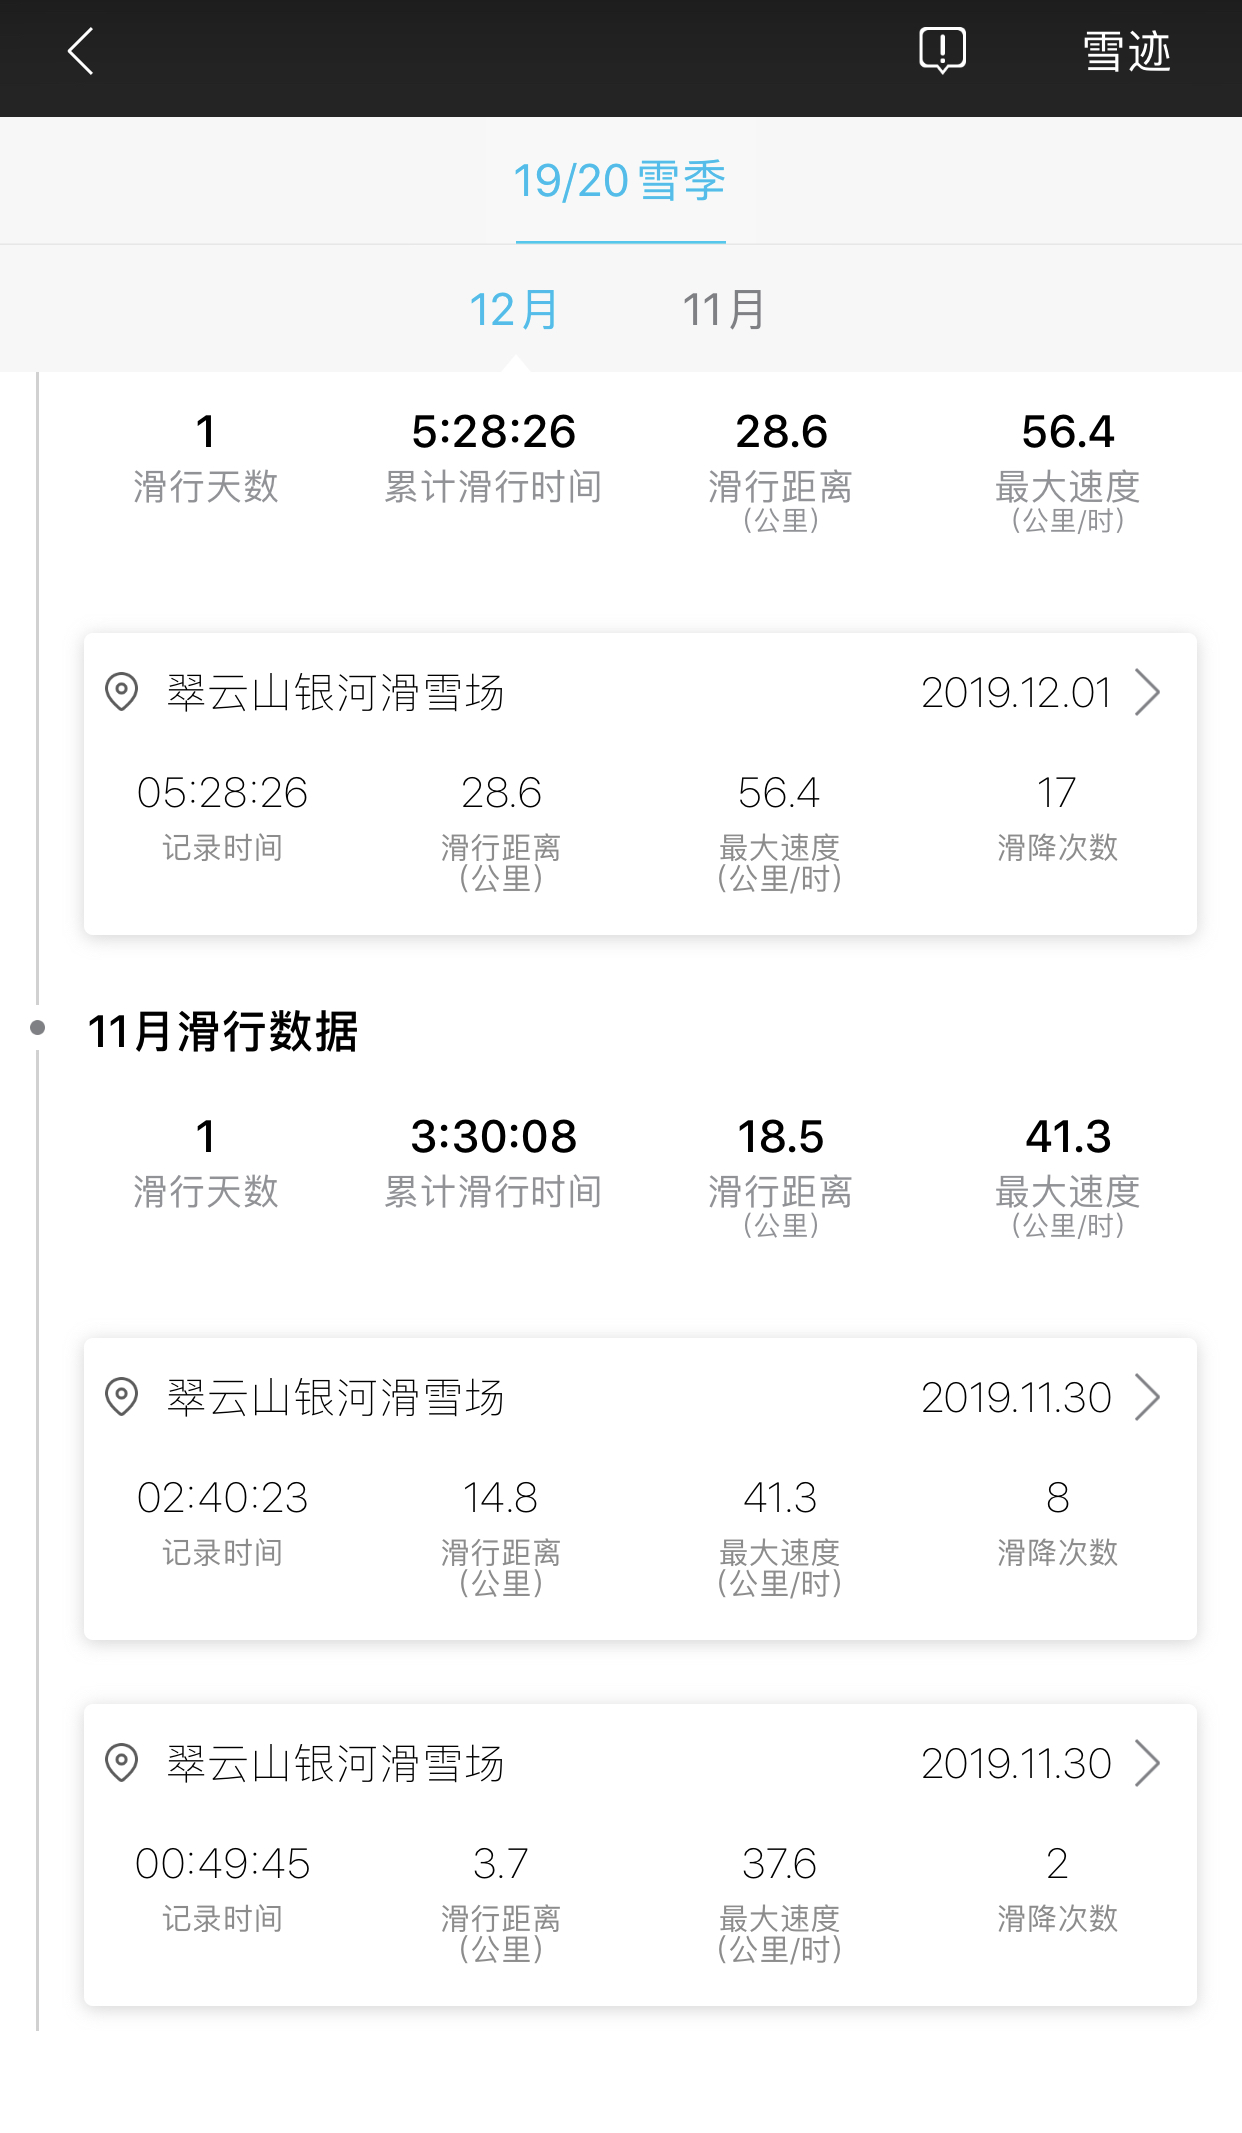 雪迹
19/20 雪季
12月 11月
1 5:28:26 28.6 56.4
滑行天数 累计滑行时间 滑行距离 最大速度
（公里） （公里/时）
翠云山银河滑雪场 2019.12.01
05:28:26 28.6 56.4 17
记录时间 滑行距离 最大速度 滑降次数
（公里） （公里/时）
11月滑行数据
1 3:30:08 18.5 41.3
滑行天数 累计滑行时间 滑行距离 最大速度
（公里） （公里/时）
翠云山银河滑雪场 2019.11.30
02:40:23 14.8 41.3 8
记录时间 滑行距离 最大速度 滑降次数
（公里） （公里/时）
翠云山银河滑雪场 2019.11.30
00:49:45 3.7 37.6 2
记录时间 滑行距离 最大速度 滑降次数
（公里） （公里/时）